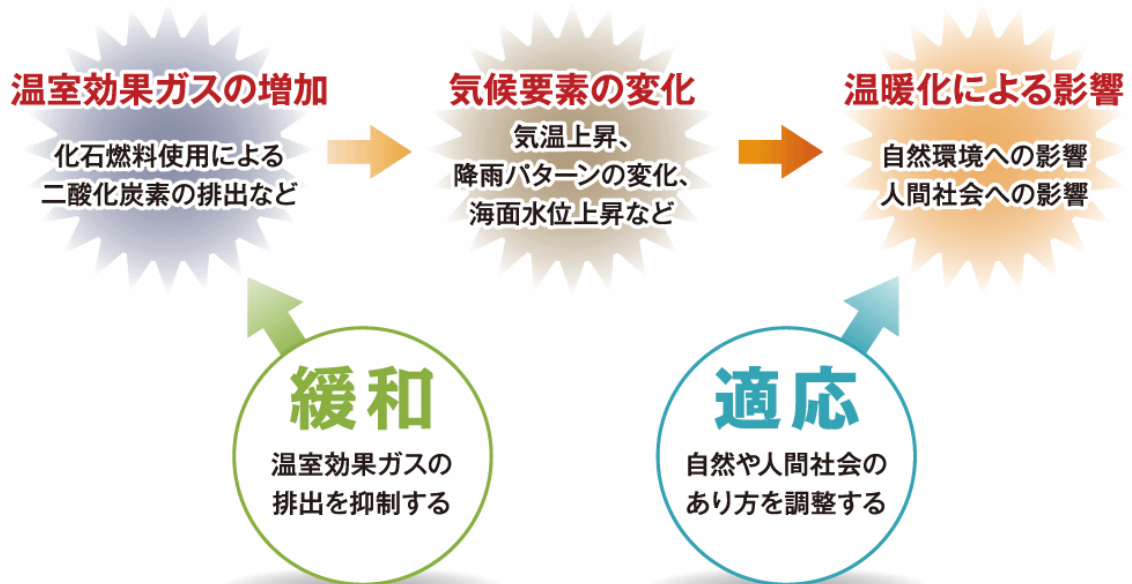 温室効果ガスの増加
化石燃料使用による
二酸化炭素の排出など
気候要素の変化
気温上昇、
降雨パターンの変化、
海面水位上昇など
温暖化による影響
自然環境への影響
人間社会への影響
緩和
温室効果ガスの
排出を抑制する
適応
自然や人間社会の
あり方を調整する